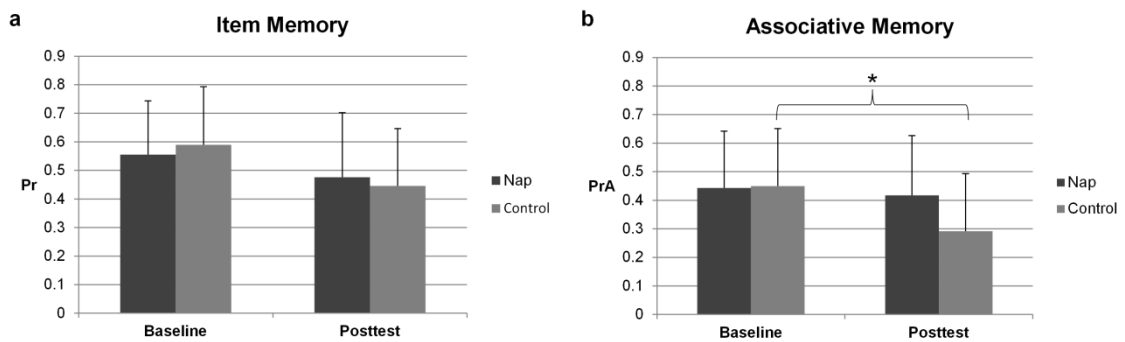 a
Item Memory
0.9
0.8
0.7
0.6
0.5
0.4
0.3
0.2
0.1
0
Pr
Nap
Control
Baseline
Posttest
b
Associative Memory
*
0.9
0.8
0.7
0.6
0.5
0.4
0.3
0.2
0.1
0
PrA
Nap
Control
Baseline
Posttest